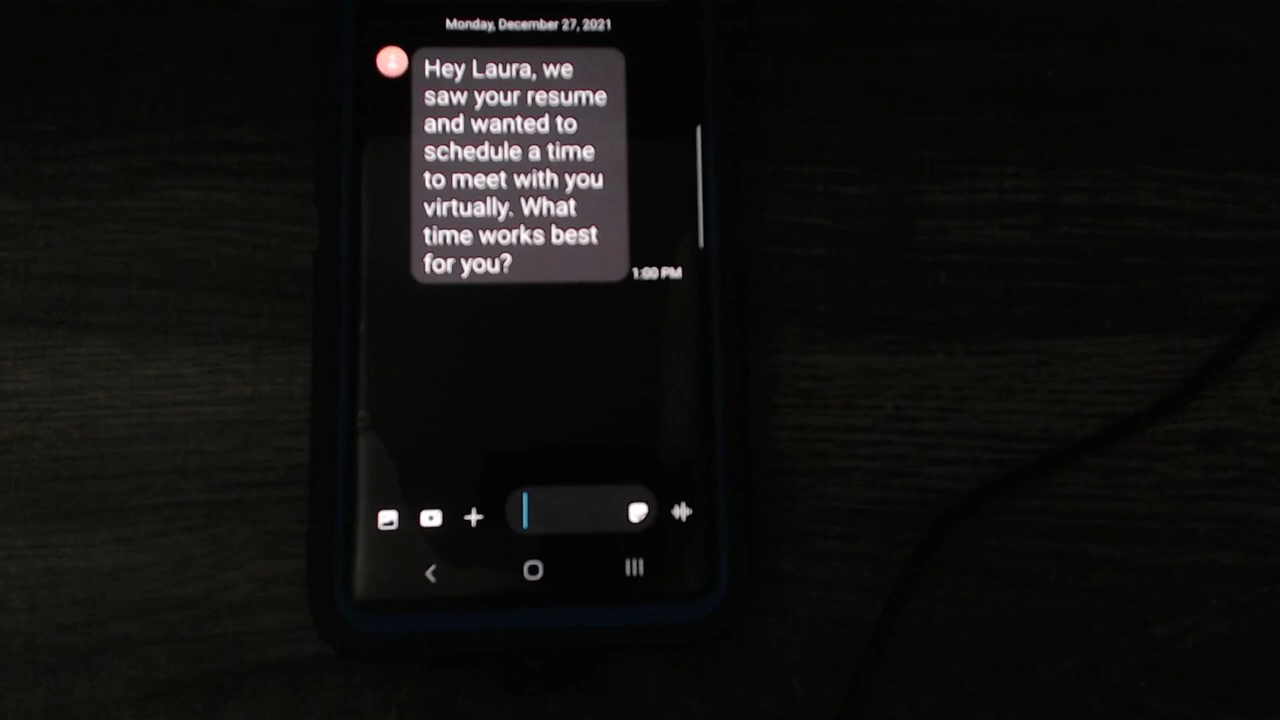 Monday, December 27, 2021
Hey Laura, we
saw your resume
and wanted to
schedule a time
to meet with you
virtually. What
time works best
for you?
1:00 PM